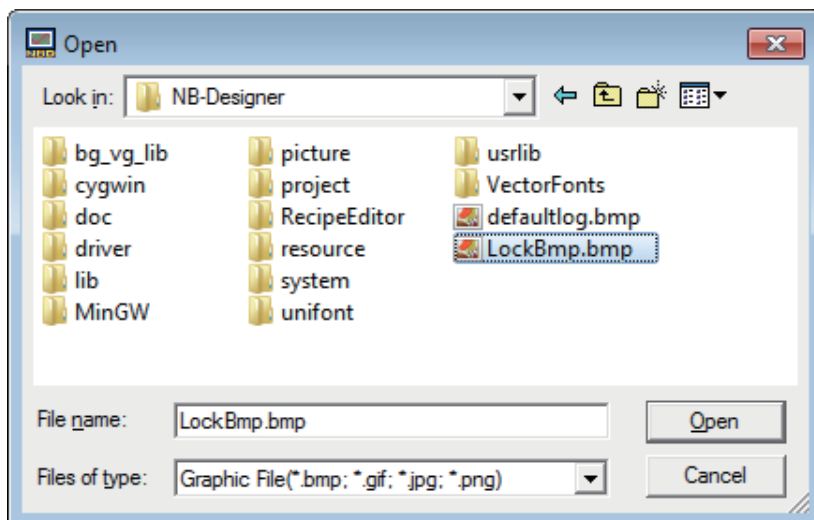 NBD
Open
Look in: NB-Designer
bg_vg_lib picture usrlib
cygwin project VectorFonts
doc RecipeEditor defaultlog.bmp
driver resource LockBmp.bmp
lib system
MinGW unifont
File name: LockBmp.bmp Open
Files of type: Graphic File(*.bmp; *.gif; *.jpg; *.png) Cancel